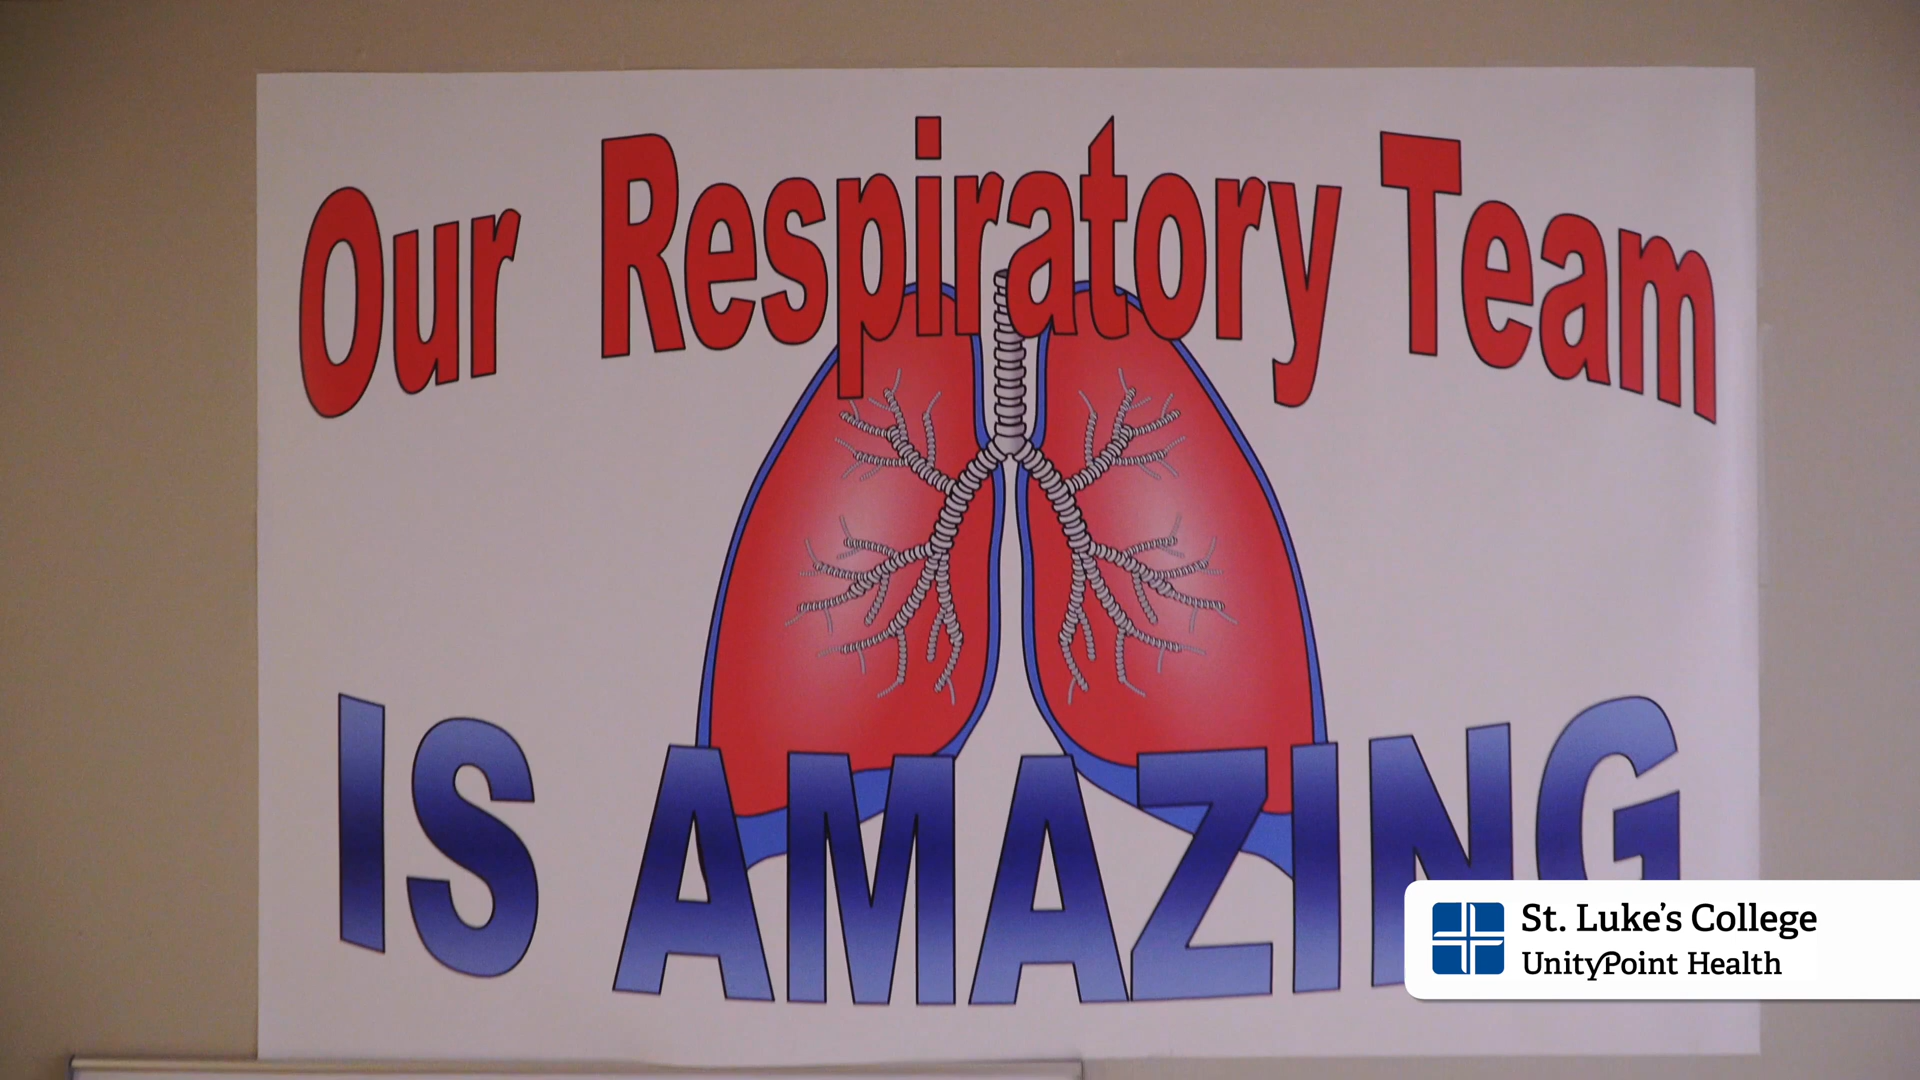 Our Respiratory Team
IS AMAZING
St. Luke's College
UnityPoint Health